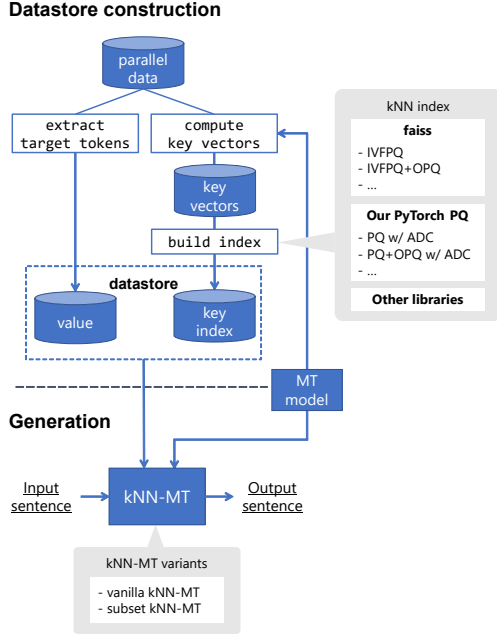 Datastore construction
parallel
data
extract
target tokens
compute
key vectors
key
vectors
build index
datastore
value
key
index
kNN index
faiss
- IVFPQ
- IVFPQ+OPQ
- ...
Our PyTorch PQ
- PQ w/ ADC
- PQ+OPQ w/ ADC
- ...
Other libraries
MT
model
Generation
Input
sentence
kNN-MT
Output
sentence
kNN-MT variants
- vanilla kNN-MT
- subset kNN-MT